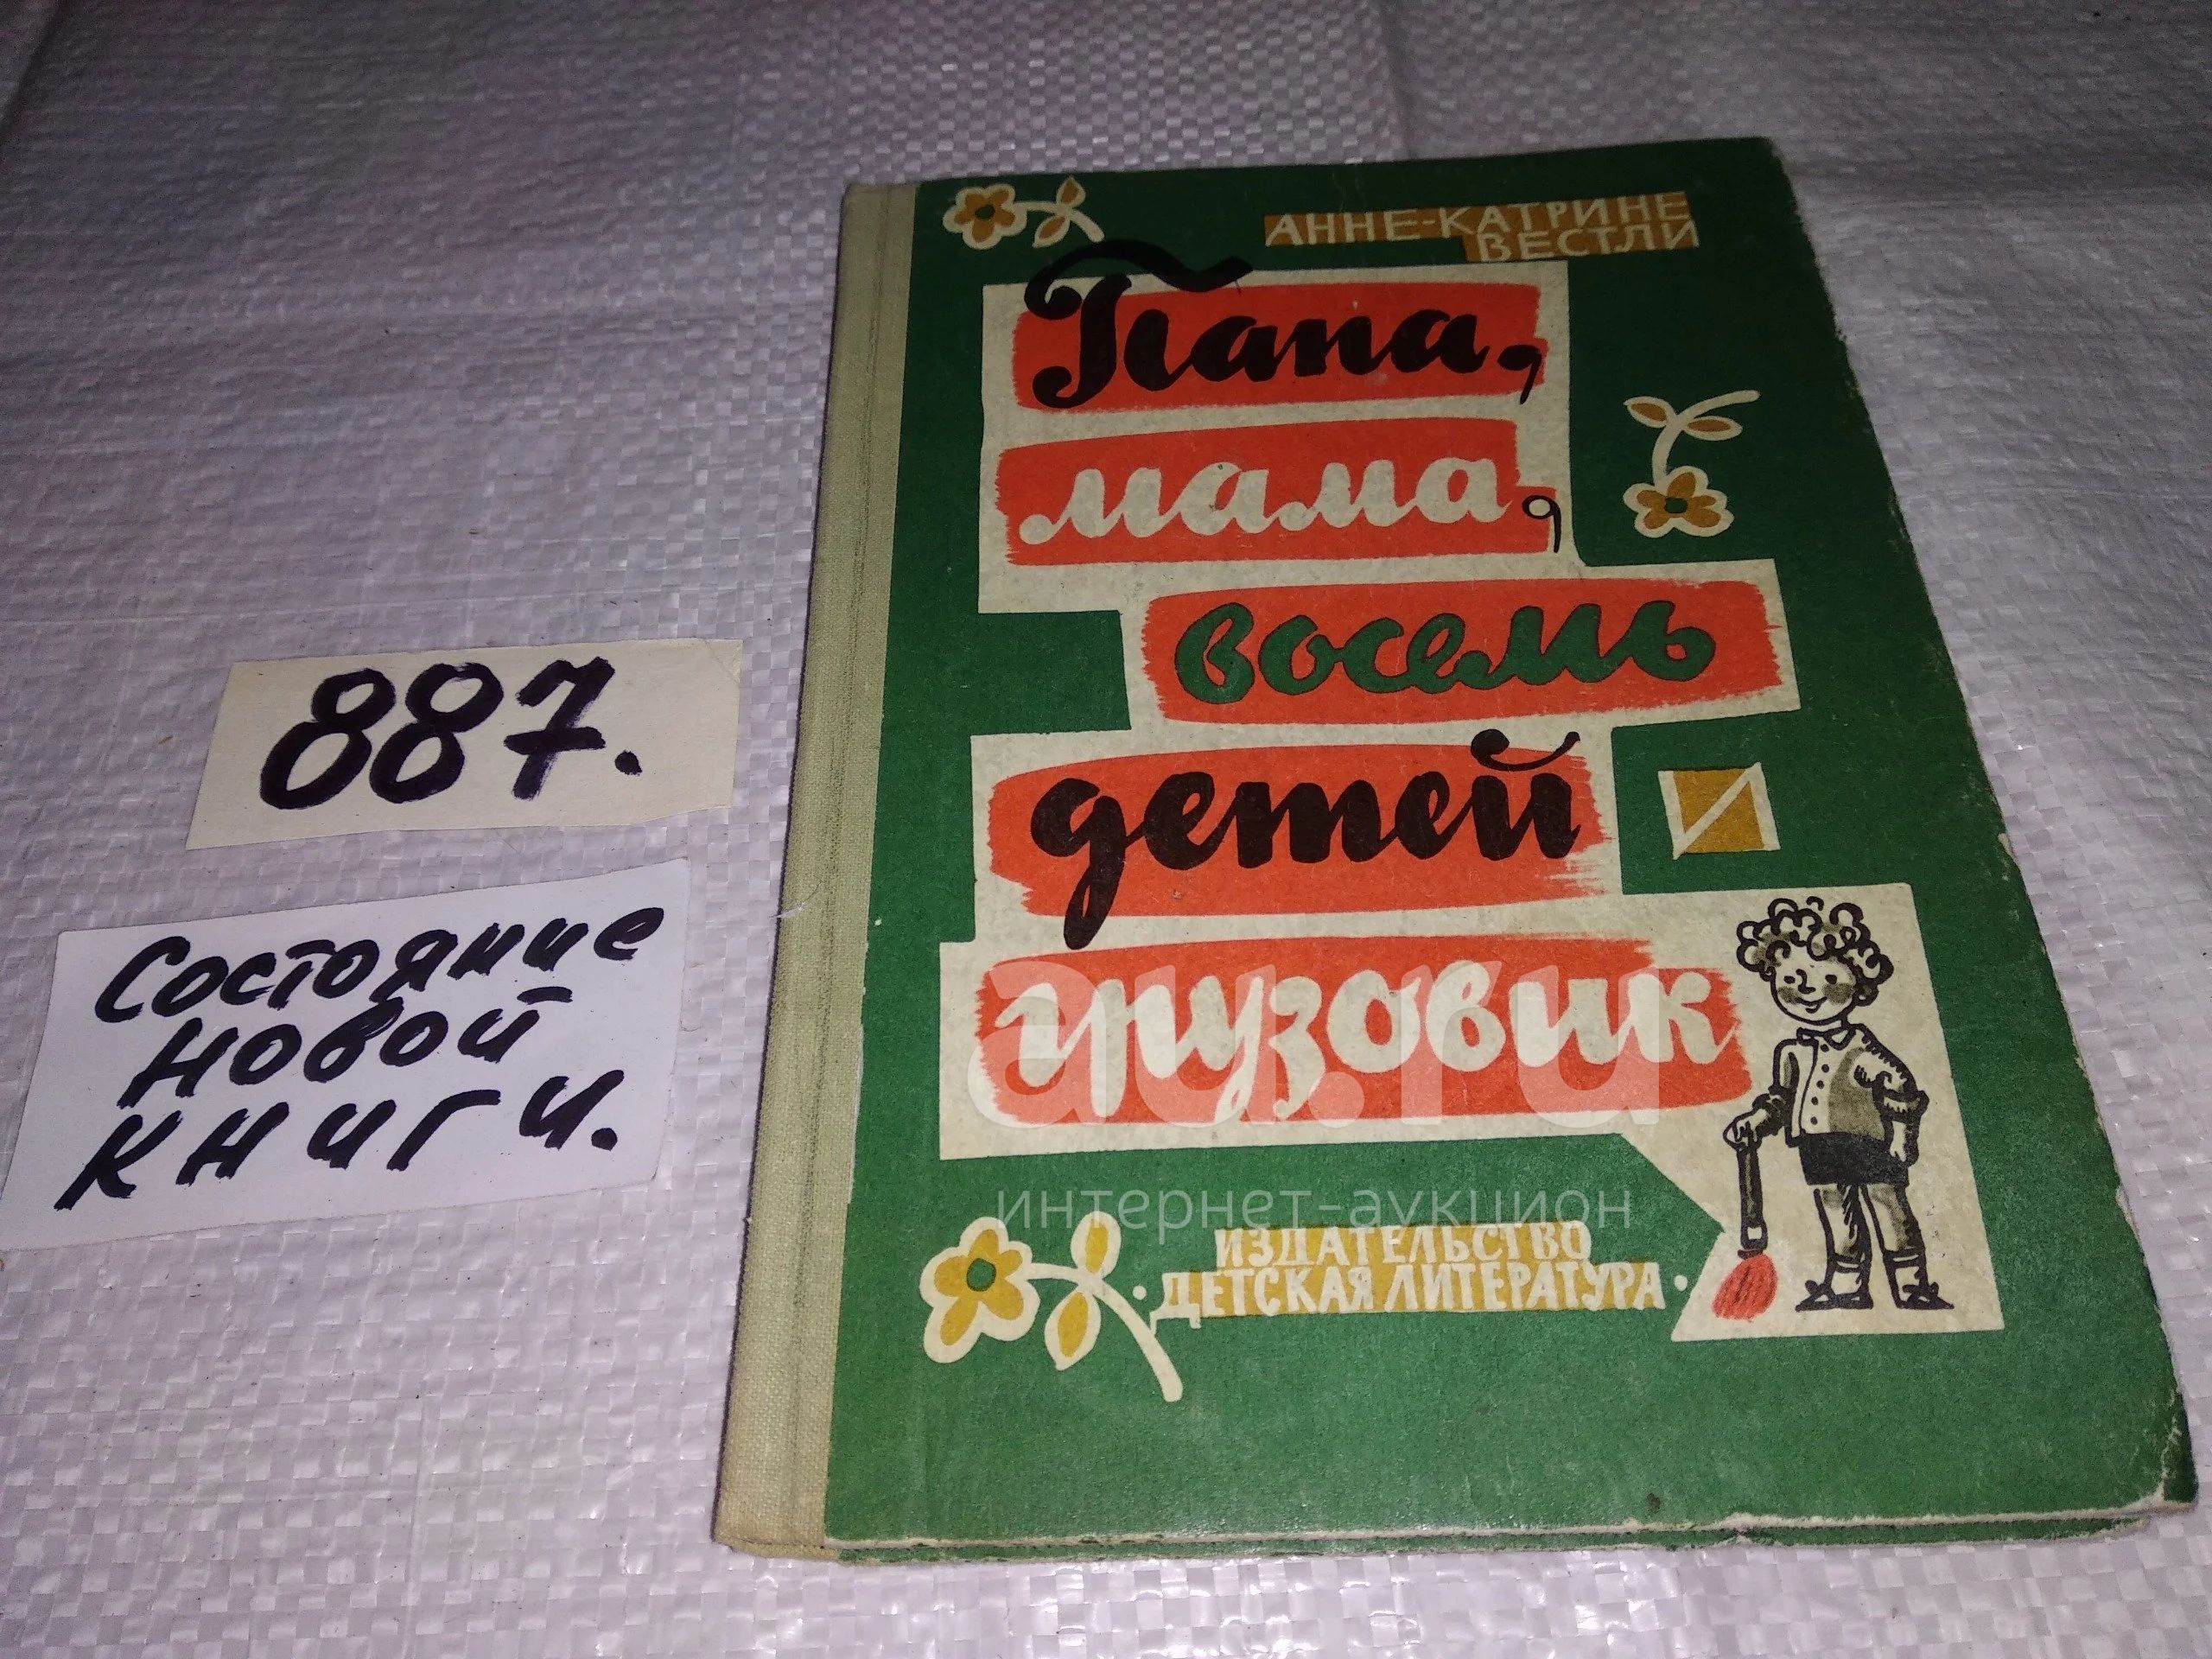 АННЕ-КАТРИНЕ
ВЕСТЛИ
Папа,
мама,
восемь
детей
И
грузовик
ИЗДАТЕЛЬСТВО
·ДЕТСКАЯ ЛИТЕРАТУРА·
887.
Состояние
новой
книги.
au.ru
интернет-аукцион